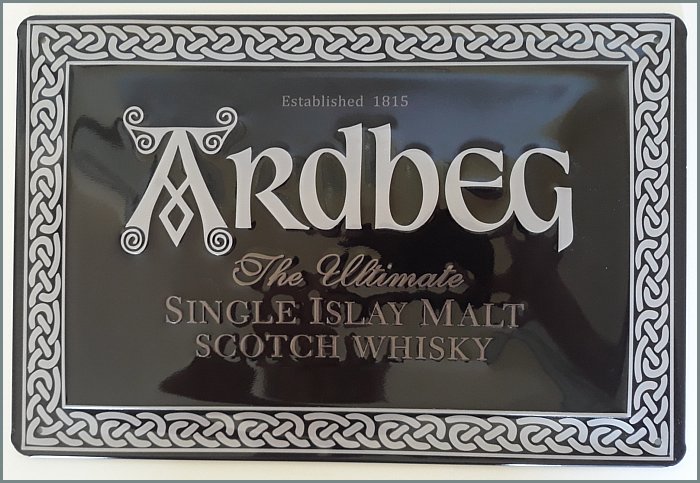 Established 1815
ARdbEG
The Ultimate
SINGLE ISLAY MALT
SCOTCH WHISKY